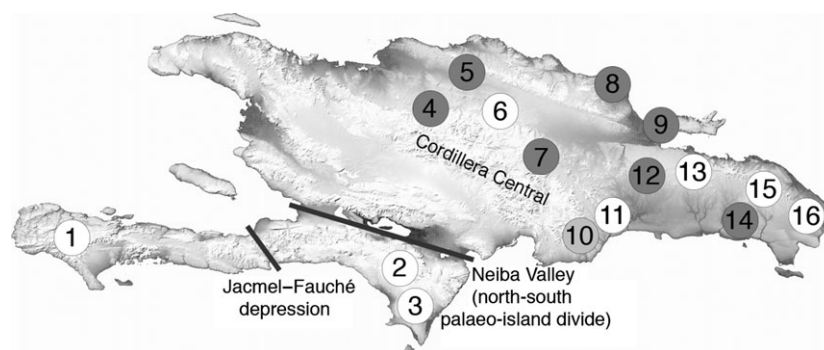 5
8
4
6
9
Cordillera Central
7
13
12
15
1
11
14
16
10
2
Jacmel–Fauché
depression
3
Neiba Valley
(north-south
palaeo-island divide)